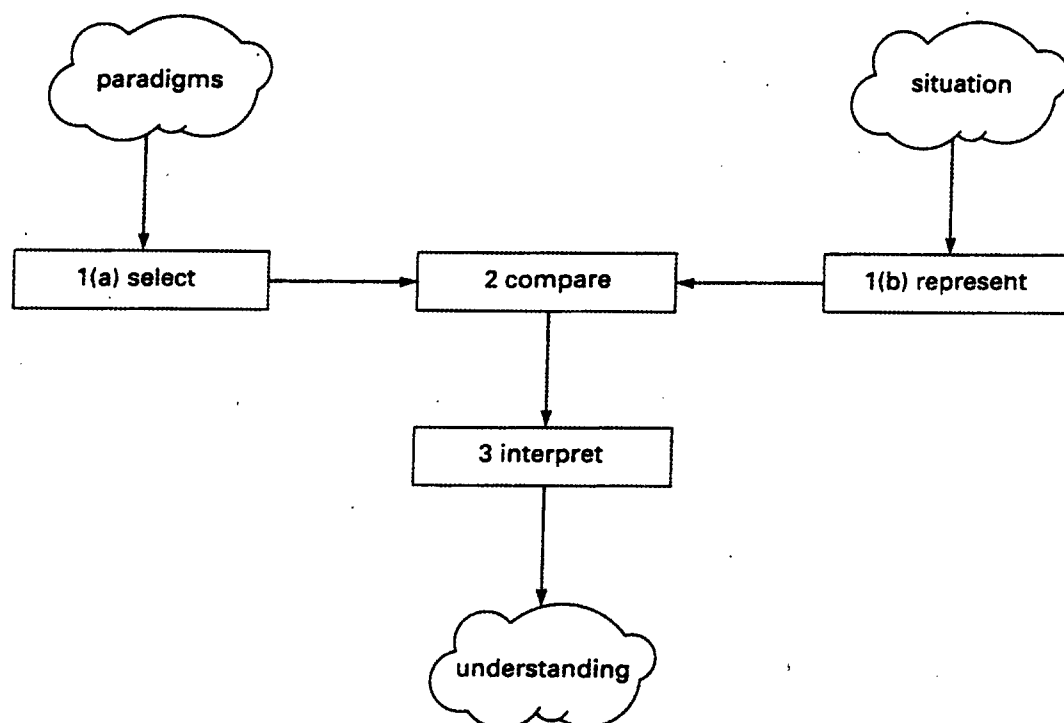 paradigms
situation
1(a) select
2 compare
1(b) represent
3 interpret
understanding